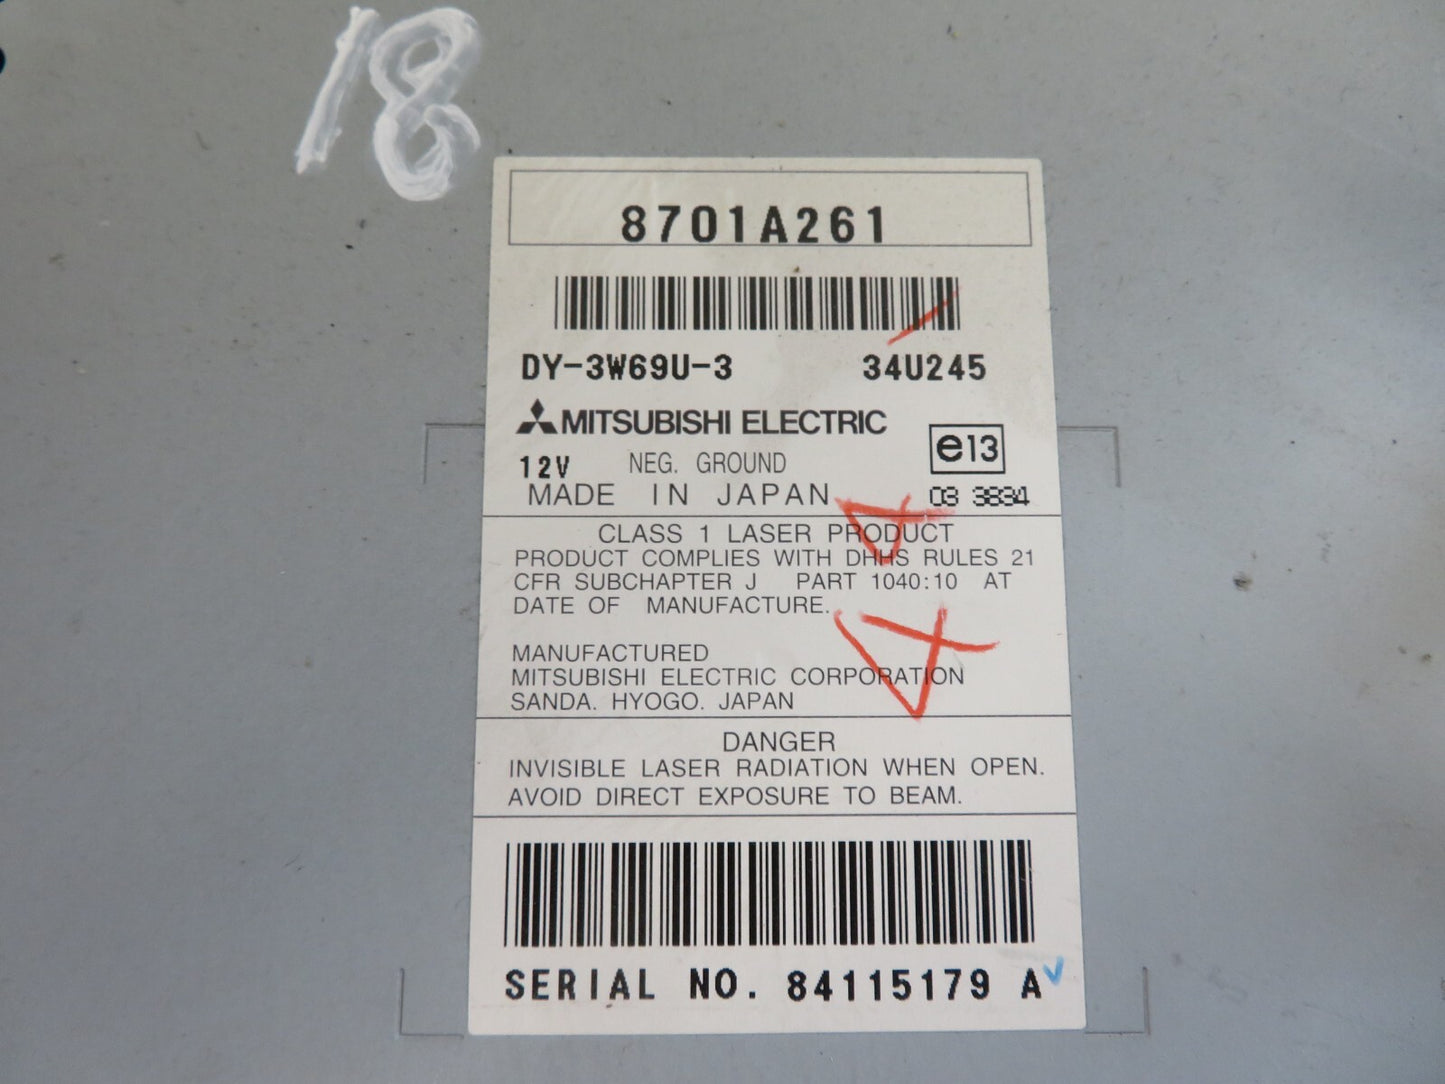 18
8701A261
DY-3W69U-3 34U245
MITSUBISHI ELECTRIC
e13
12V NEG. GROUND
MADE IN JAPAN 03 3834
CLASS 1 LASER PRODUCT
PRODUCT COMPLIES WITH DHHS RULES 21
CFR SUBCHAPTER J PART 1040:10 AT
DATE OF MANUFACTURE.
MANUFACTURED
MITSUBISHI ELECTRIC CORPORATION
SANDA. HYOGO. JAPAN
DANGER
INVISIBLE LASER RADIATION WHEN OPEN.
AVOID DIRECT EXPOSURE TO BEAM.
SERIAL NO. 84115179 A